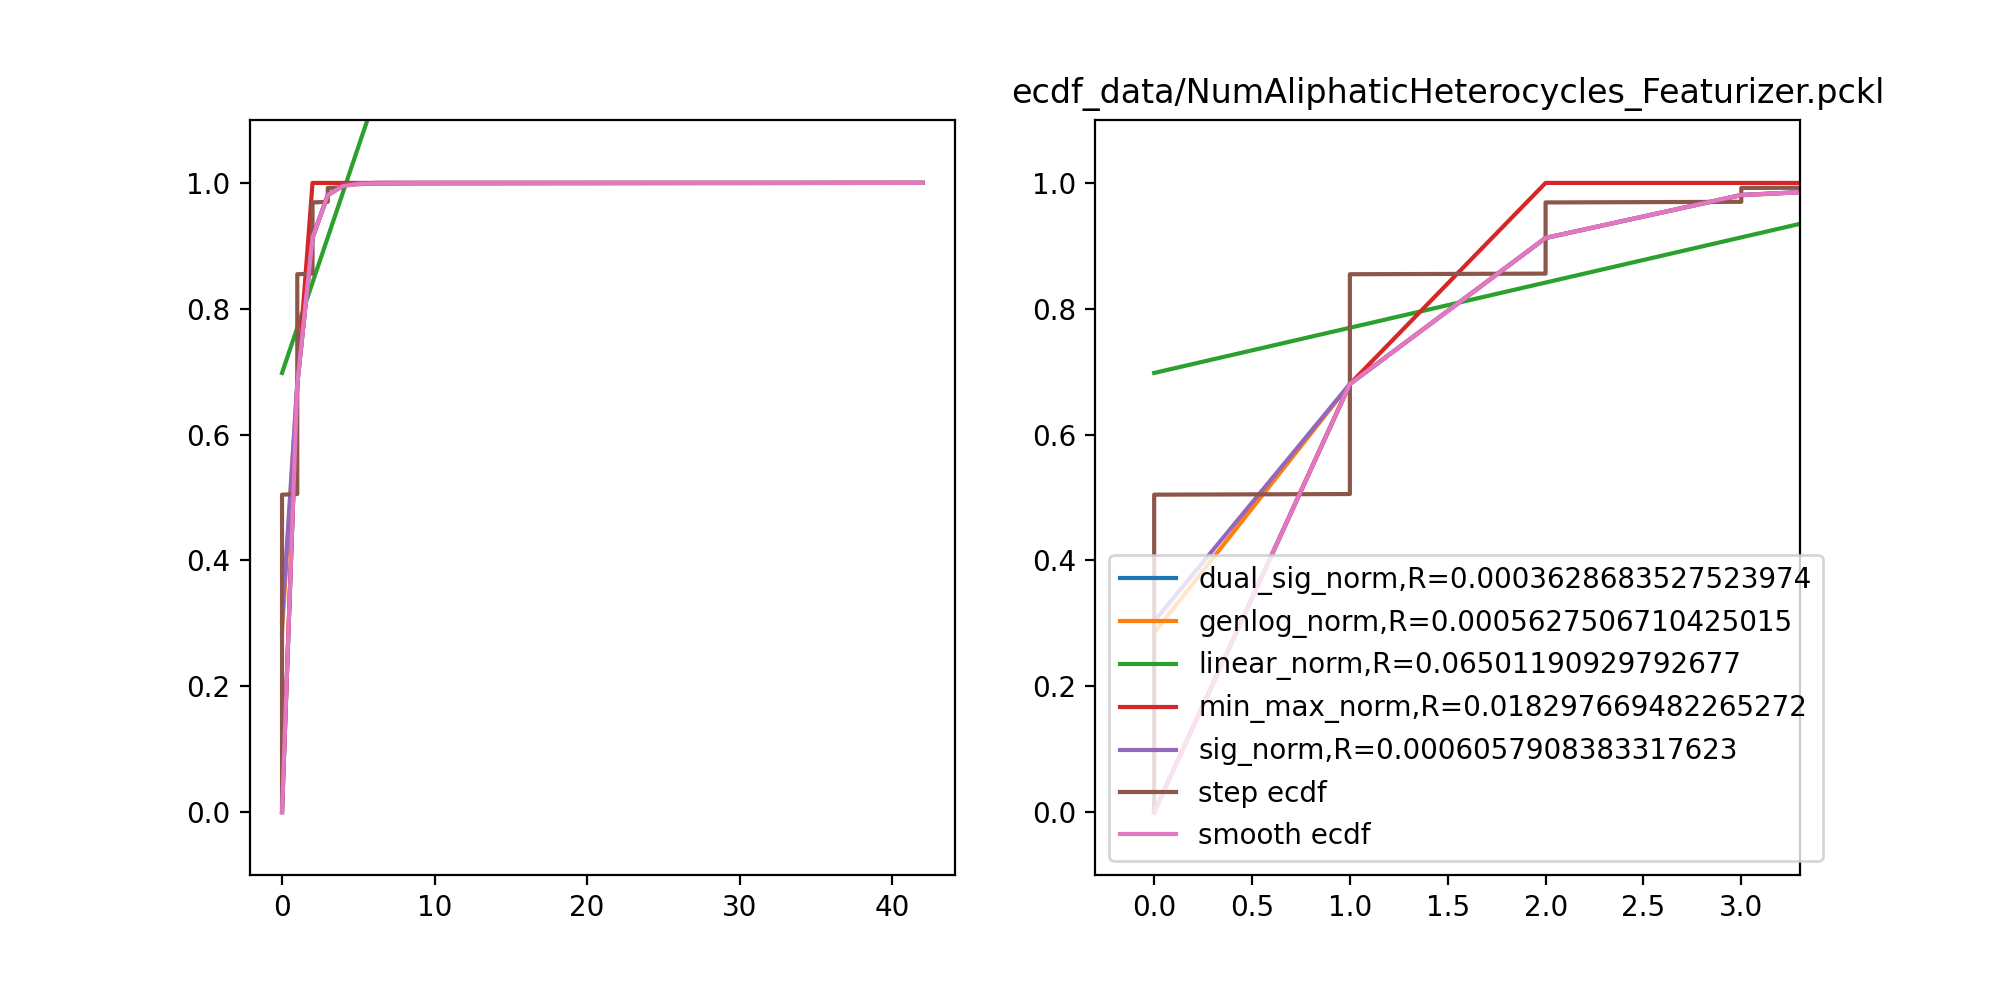 ecdf_data/NumAliphaticHeterocycles_Featurizer.pckl
1.0
0.8
0.6
0.4
0.2
0.0
0 10 20 30 40
1.0
0.8
0.6
0.4
0.2
0.0
dual_sig_norm,R=0.0003628683527523974
genlog_norm,R=0.0005627506710425015
linear_norm,R=0.06501190929792677
min_max_norm,R=0.018297669482265272
sig_norm,R=0.0006057908383317623
step ecdf
smooth ecdf
0.0 0.5 1.0 1.5 2.0 2.5 3.0